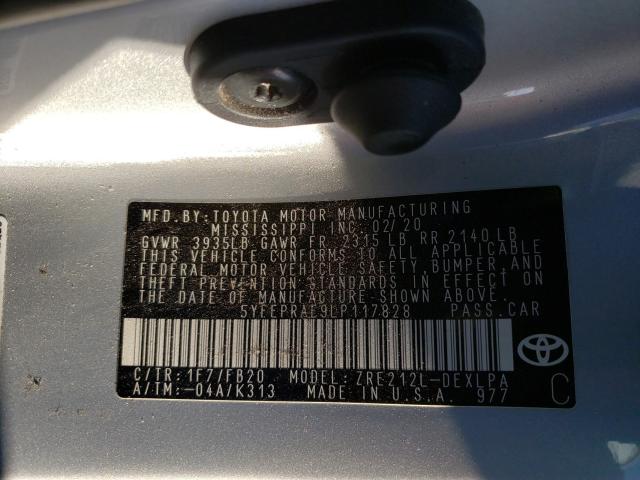 MFD.BY:TOYOTA MOTOR MANUFACTURING
MISSISSIPPI INC 02/20
GVWR 3935LB GAWR FR 2315 LB RR 2140 LB
THIS VEHICLE CONFORMS TO ALL APPLICABLE
FEDERAL MOTOR VEHICLE SAFETY,BUMPER,AND
THEFT PREVENTION STANDARDS IN EFFECT ON
THE DATE OF MANUFACTURE SHOWN ABOVE.
5YFEPRAE9LP117828 PASS.CAR
C/TR:1F7/FB20 MODEL:ZRE212L-DEXLPA
A/TM:-04A/K313 MADE IN U.S.A. 977
C